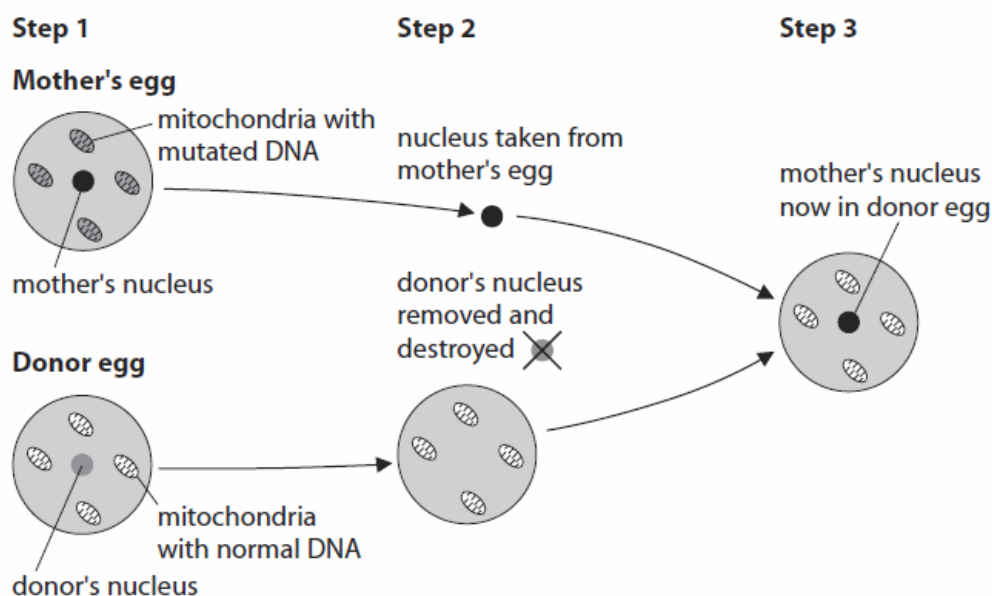 Step 1
Step 2
Step 3
Mother's egg
mitochondria with
mutated DNA
mother's nucleus
nucleus taken from
mother's egg
mother's nucleus
now in donor egg
donor's nucleus
removed and
destroyed
Donor egg
mitochondria
with normal DNA
donor's nucleus